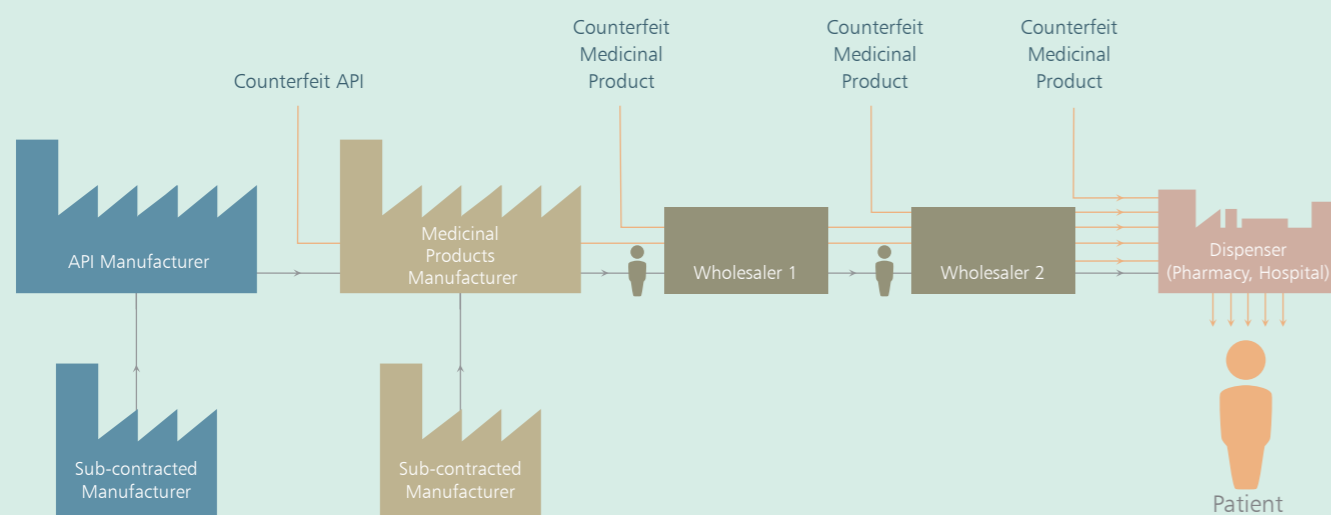 Counterfeit API
Counterfeit
Medicinal
Product
Counterfeit
Medicinal
Product
Counterfeit
Medicinal
Product
API Manufacturer
Medicinal
Products
Manufacturer
Wholesaler 1
Wholesaler 2
Dispenser
(Pharmacy, Hospital)
Sub-contracted
Manufacturer
Sub-contracted
Manufacturer
Patient